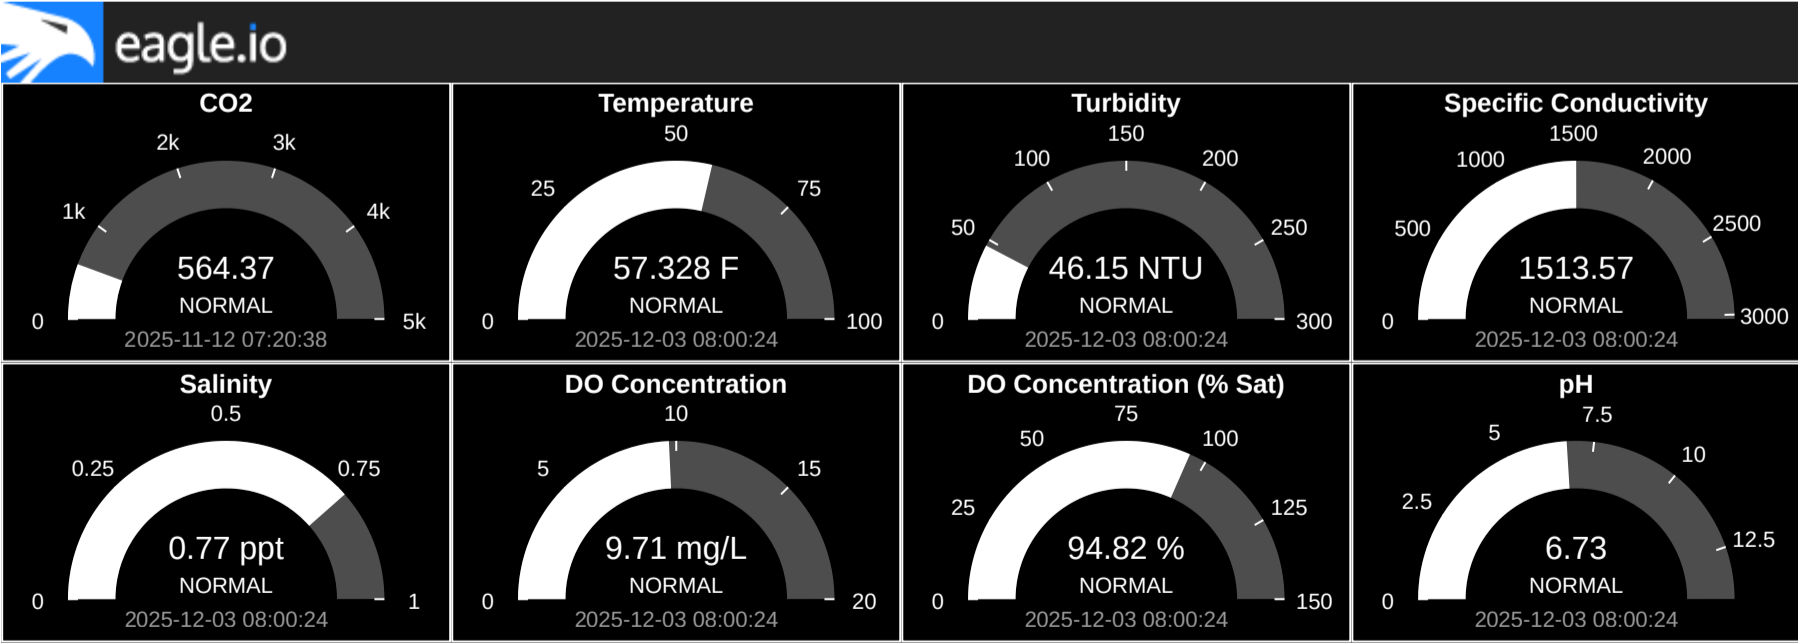 eagle.io
CO2
2k
3k
1k
4k
564.37
NORMAL
0
5k
2025-11-12 07:20:38
Temperature
50
25
75
57.328 F
NORMAL
0
100
2025-12-03 08:00:24
Turbidity
150
100
200
50
250
46.15 NTU
NORMAL
0
300
2025-12-03 08:00:24
Specific Conductivity
1500
1000
2000
500
2500
1513.57
NORMAL
0
3000
2025-12-03 08:00:24
Salinity
0.5
0.25
0.75
0.77 ppt
NORMAL
0
1
2025-12-03 08:00:24
DO Concentration
10
5
15
9.71 mg/L
NORMAL
0
20
2025-12-03 08:00:24
DO Concentration (% Sat)
75
50
100
25
125
94.82 %
NORMAL
0
150
2025-12-03 08:00:24
pH
7.5
5
10
2.5
12.5
6.73
NORMAL
0
2025-12-03 08:00:24